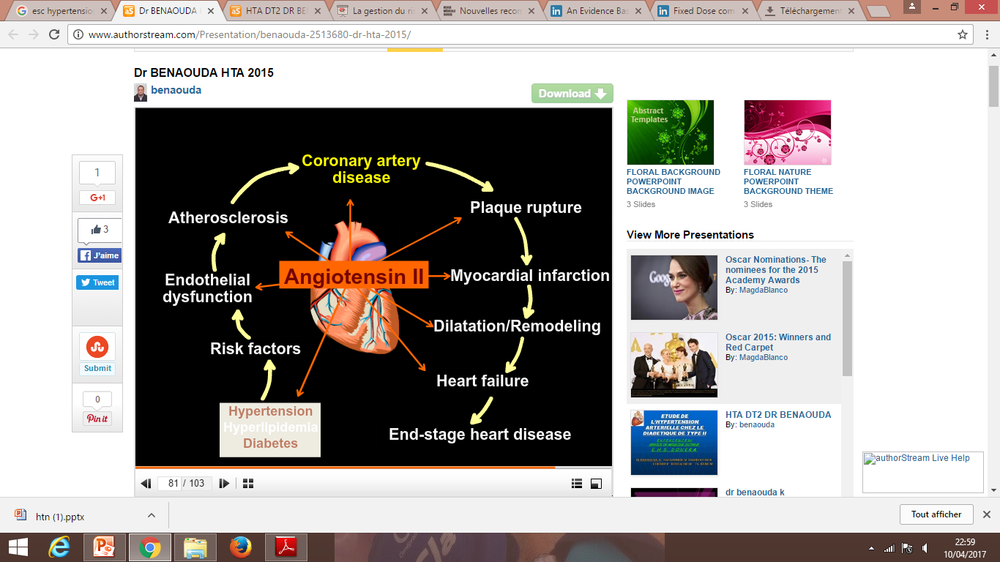 esc hypertension
Dr BENAOUDA
HTA DT2 DR BE
La gestion du ri
Nouvelles recon
An Evidence Bas
Fixed Dose com
Téléchargement
www.authorstream.com/Presentation/benaouda-2513680-dr-hta-2015/
Dr BENAOUDA HTA 2015
benaouda
Download
Coronary artery
disease
Plaque rupture
Atherosclerosis
Angiotensin II
Myocardial infarction
Endothelial
dysfunction
Dilatation/Remodeling
Risk factors
Heart failure
Hypertension
Hyperlipidemia
Diabetes
End-stage heart disease
81 / 103
1
G+1
3
J'aime
Tweet
Submit
0
Pin it
Abstract
Templates
FLORAL BACKGROUND
POWERPOINT
BACKGROUND IMAGE
3 Slides
FLORAL NATURE
POWERPOINT
BACKGROUND THEME
3 Slides
View More Presentations
Oscar Nominations- The
nominees for the 2015
Academy Awards
By: MagdaBlanco
Oscar 2015: Winners and
Red Carpet
By: MagdaBlanco
ETUDE DE
L'HYPERTENSION
ARTERIELLE CHEZ LE
DIABETIQUE DE TYPE II
HTA DT2 DR BENAOUDA
By: benaouda
dr benaouda k
authorStream Live Help
htn (1).pptx
Tout afficher
22:59
10/04/2017